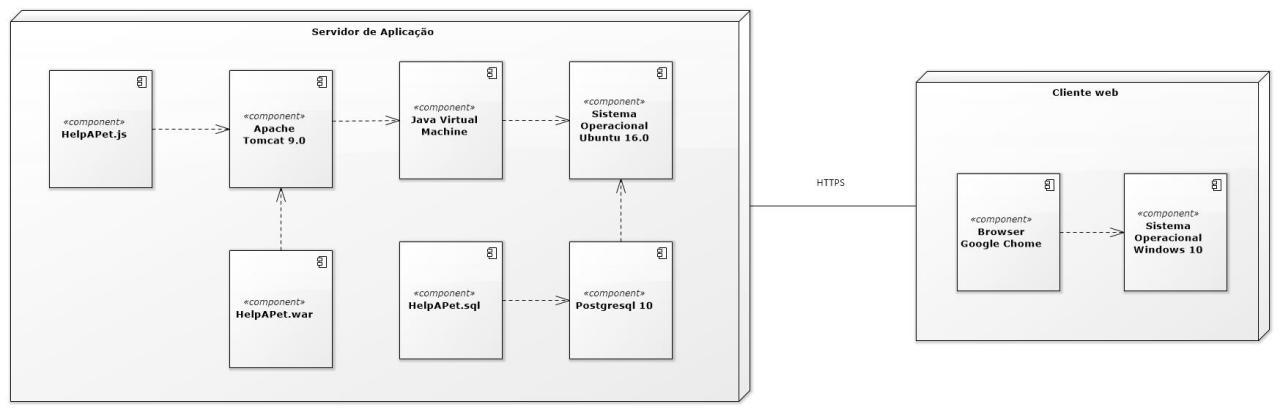 Servidor de Aplicação
«component»
HelpAPet.js
«component»
Apache
Tomcat 9.0
«component»
Java Virtual
Machine
«component»
Sistema
Operacional
Ubuntu 16.0
«component»
HelpAPet.war
«component»
HelpAPet.sql
«component»
Postgresql 10
HTTPS
Cliente web
«component»
Browser
Google Chome
«component»
Sistema
Operacional
Windows 10